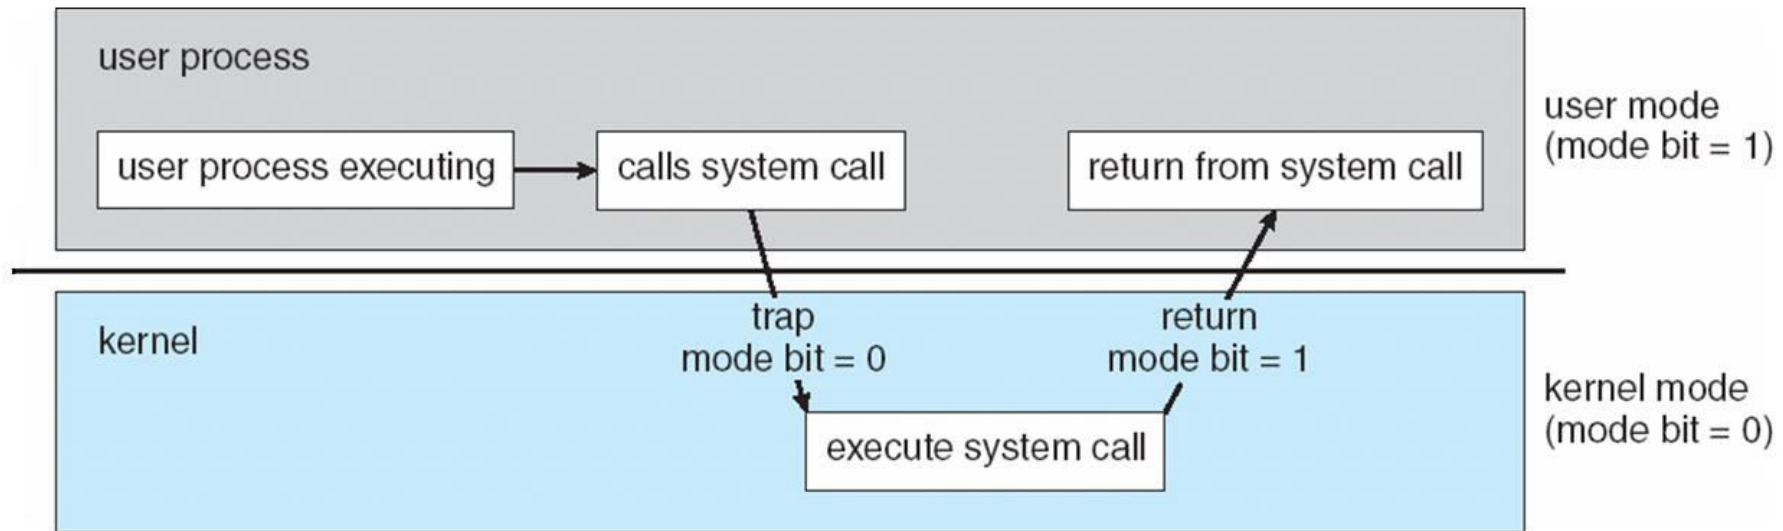 user process
user process executing
calls system call
return from system call
user mode
(mode bit = 1)
kernel
trap
mode bit = 0
return
mode bit = 1
execute system call
kernel mode
(mode bit = 0)